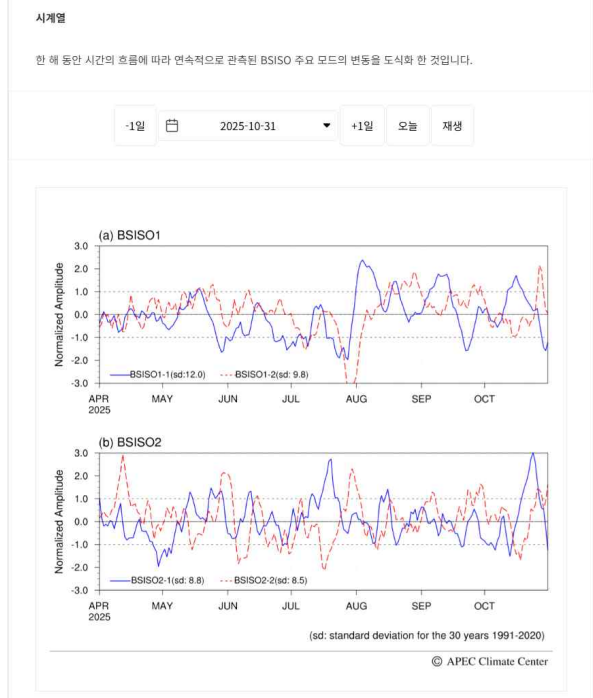 시계열
한 해 동안 시간의 흐름에 따라 연속적으로 관측된 BSISO 주요 모드의 변동을 도식화 한 것입니다.
-1일 2025-10-31 +1일 오늘 재생
(a) BSISO1
3.0
2.0
1.0
0.0
-1.0
-2.0
-3.0
Normalized Amplitude
BSISO1-1(sd:12.0) BSISO1-2(sd: 9.8)
APR MAY JUN JUL AUG SEP OCT
2025
(b) BSISO2
3.0
2.0
1.0
0.0
-1.0
-2.0
-3.0
Normalized Amplitude
BSISO2-1(sd: 8.8) BSISO2-2(sd: 8.5)
APR MAY JUN JUL AUG SEP OCT
2025
(sd: standard deviation for the 30 years 1991-2020)
© APEC Climate Center